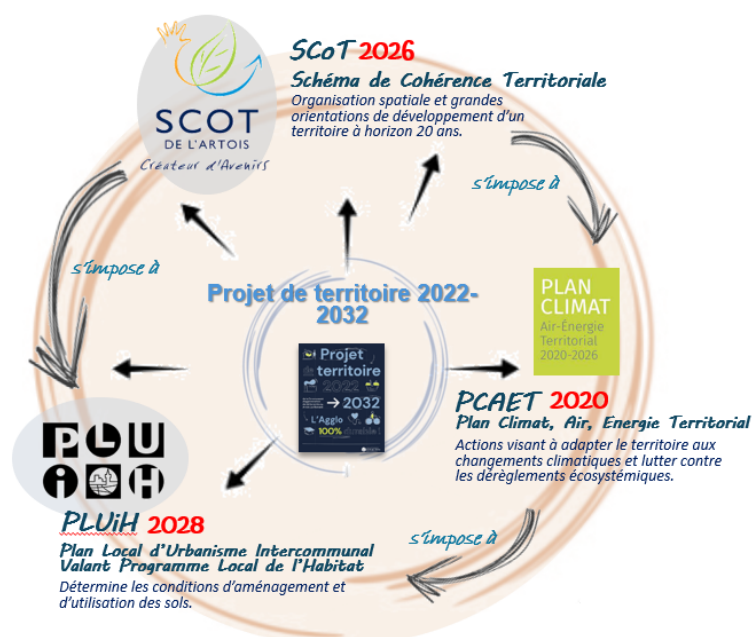 SCoT 2026
Schéma de Cohérence Territoriale
Organisation spatiale et grandes
orientations de développement d'un
territoire à horizon 20 ans.
SCOT
DE L'ARTOIS
Créateur d'Avenirs
s'impose à
s'impose à
Projet de territoire 2022-
2032
PLAN
CLIMAT
Air-Énergie
Territorial
2020-2026
Projet
de territoire
2022
→ 2032
L'Agglo
100% durable !
PCAET 2020
Plan Climat, Air, Energie Territorial
Actions visant à adapter le territoire aux
changements climatiques et lutter contre
les dérèglements écosystémiques.
PLU
i H
PLUiH 2028
Plan Local d'Urbanisme Intercommunal
Valant Programme Local de l'Habitat
Détermine les conditions d'aménagement et
d'utilisation des sols.
s'impose à